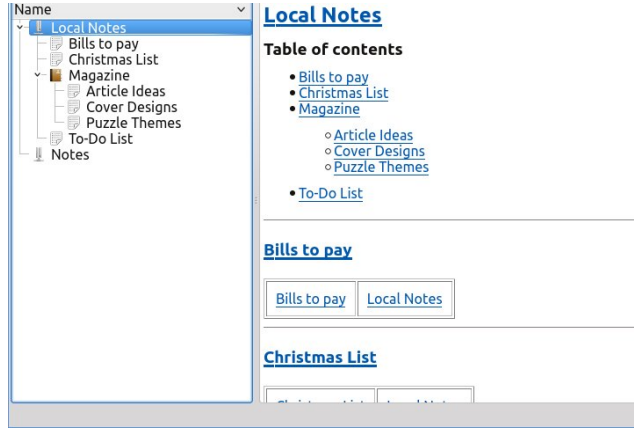 Name
Local Notes
Bills to pay
Christmas List
Magazine
Article Ideas
Cover Designs
Puzzle Themes
To-Do List
Notes
Local Notes
Table of contents
Bills to pay
Christmas List
Magazine
Article Ideas
Cover Designs
Puzzle Themes
To-Do List
Bills to pay
Bills to pay Local Notes
Christmas List